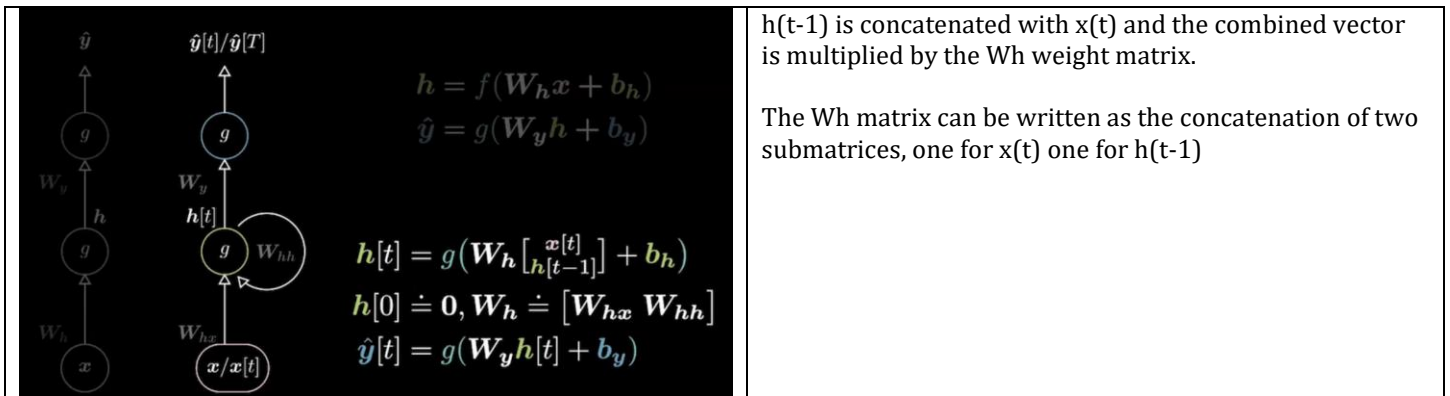 ŷ
ŷ[t]/ŷ[T]
h = f(W_h x + b_h)
ŷ = g(W_y h + b_y)
g
g
W_y
W_y
h
h[t]
g
g
W_hh
h[t] = g(W_h [x[t] h[t−1]] + b_h)
h[0] ≐ 0, W_h ≐ [W_hx W_hh]
W_h
W_hx
ŷ[t] = g(W_y h[t] + b_y)
x
x/x[t]
h(t-1) is concatenated with x(t) and the combined vector
is multiplied by the Wh weight matrix.
The Wh matrix can be written as the concatenation of two
submatrices, one for x(t) one for h(t-1)